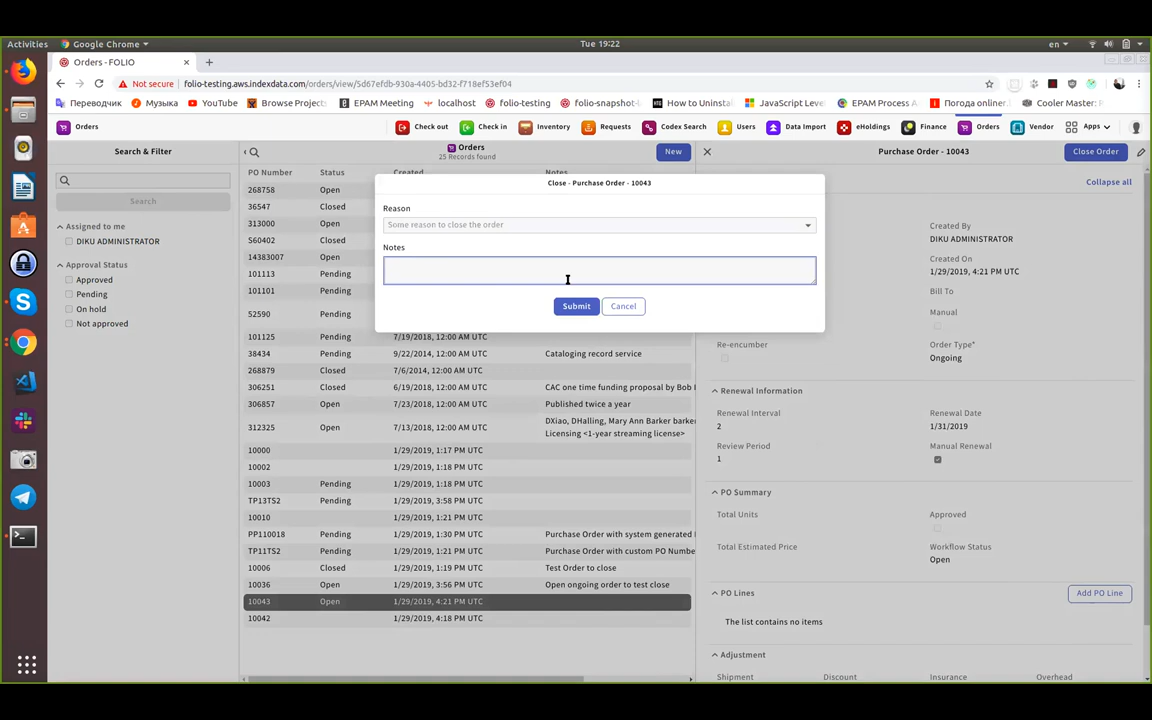 Activities
Google Chrome
Tue 19:22
en
Orders - FOLIO
Not secure
folio-testing.aws.indexdata.com/orders/view/5d67efdb-930a-4405-bd32-f718ef53ef04
Переводчик
Музыка
YouTube
Browse Projects
EPAM Meeting
localhost
folio-testing
folio-snapshot-
How to Uninstal
JavaScript Level
EPAM Process A
Погода online.
Cooler Master: P
Orders
Check out
Check in
Inventory
Requests
Codex Search
Users
Data Import
eHoldings
Finance
Orders
Vendor
Apps
Search & Filter
Search
Assigned to me
DIKU ADMINISTRATOR
Approval Status
Approved
Pending
On hold
Not approved
Orders
25 Records found
New
PO Number Status Created Notes
268758 Open
36547 Closed
313000 Open
S60402 Closed
14383007 Open
101113 Pending
101101 Pending
52590 Pending
101125 Pending 7/19/2018, 12:00 AM UTC
38434 Pending 9/22/2014, 12:00 AM UTC Cataloging record service
268879 Closed 7/6/2014, 12:00 AM UTC
306251 Closed 6/19/2018, 12:00 AM UTC CAC one time funding proposal by Bob
306857 Open 7/23/2018, 12:00 AM UTC Published twice a year
312325 Open 7/13/2018, 12:00 AM UTC DXiao, DHalling, Mary Ann Barker barker
Licensing <1-year streaming license>
10000 1/29/2019, 1:17 PM UTC
10002 1/29/2019, 1:18 PM UTC
10003 Pending 1/29/2019, 1:18 PM UTC
TP13TS2 Pending 1/29/2019, 3:58 PM UTC
10010 1/29/2019, 1:21 PM UTC
PP110018 Pending 1/29/2019, 1:30 PM UTC Purchase Order with system generated
TP11TS2 Pending 1/29/2019, 1:21 PM UTC Purchase Order with custom PO Numbe
10006 Closed 1/29/2019, 1:19 PM UTC Test Order to close
10036 Open 1/29/2019, 3:56 PM UTC Open ongoing order to test close
10043 Open 1/29/2019, 4:21 PM UTC
10042 1/29/2019, 4:18 PM UTC
Close - Purchase Order - 10043
Reason
Some reason to close the order
Notes
Submit
Cancel
Purchase Order - 10043
Close Order
Collapse all
Created By
DIKU ADMINISTRATOR
Created On
1/29/2019, 4:21 PM UTC
Bill To
Manual
Re-encumber
Order Type*
Ongoing
Renewal Information
Renewal Interval
2
Renewal Date
1/31/2019
Review Period
1
Manual Renewal
PO Summary
Total Units
Approved
Total Estimated Price
Workflow Status
Open
PO Lines
Add PO Line
The list contains no items
Adjustment
Shipment
Discount
Insurance
Overhead